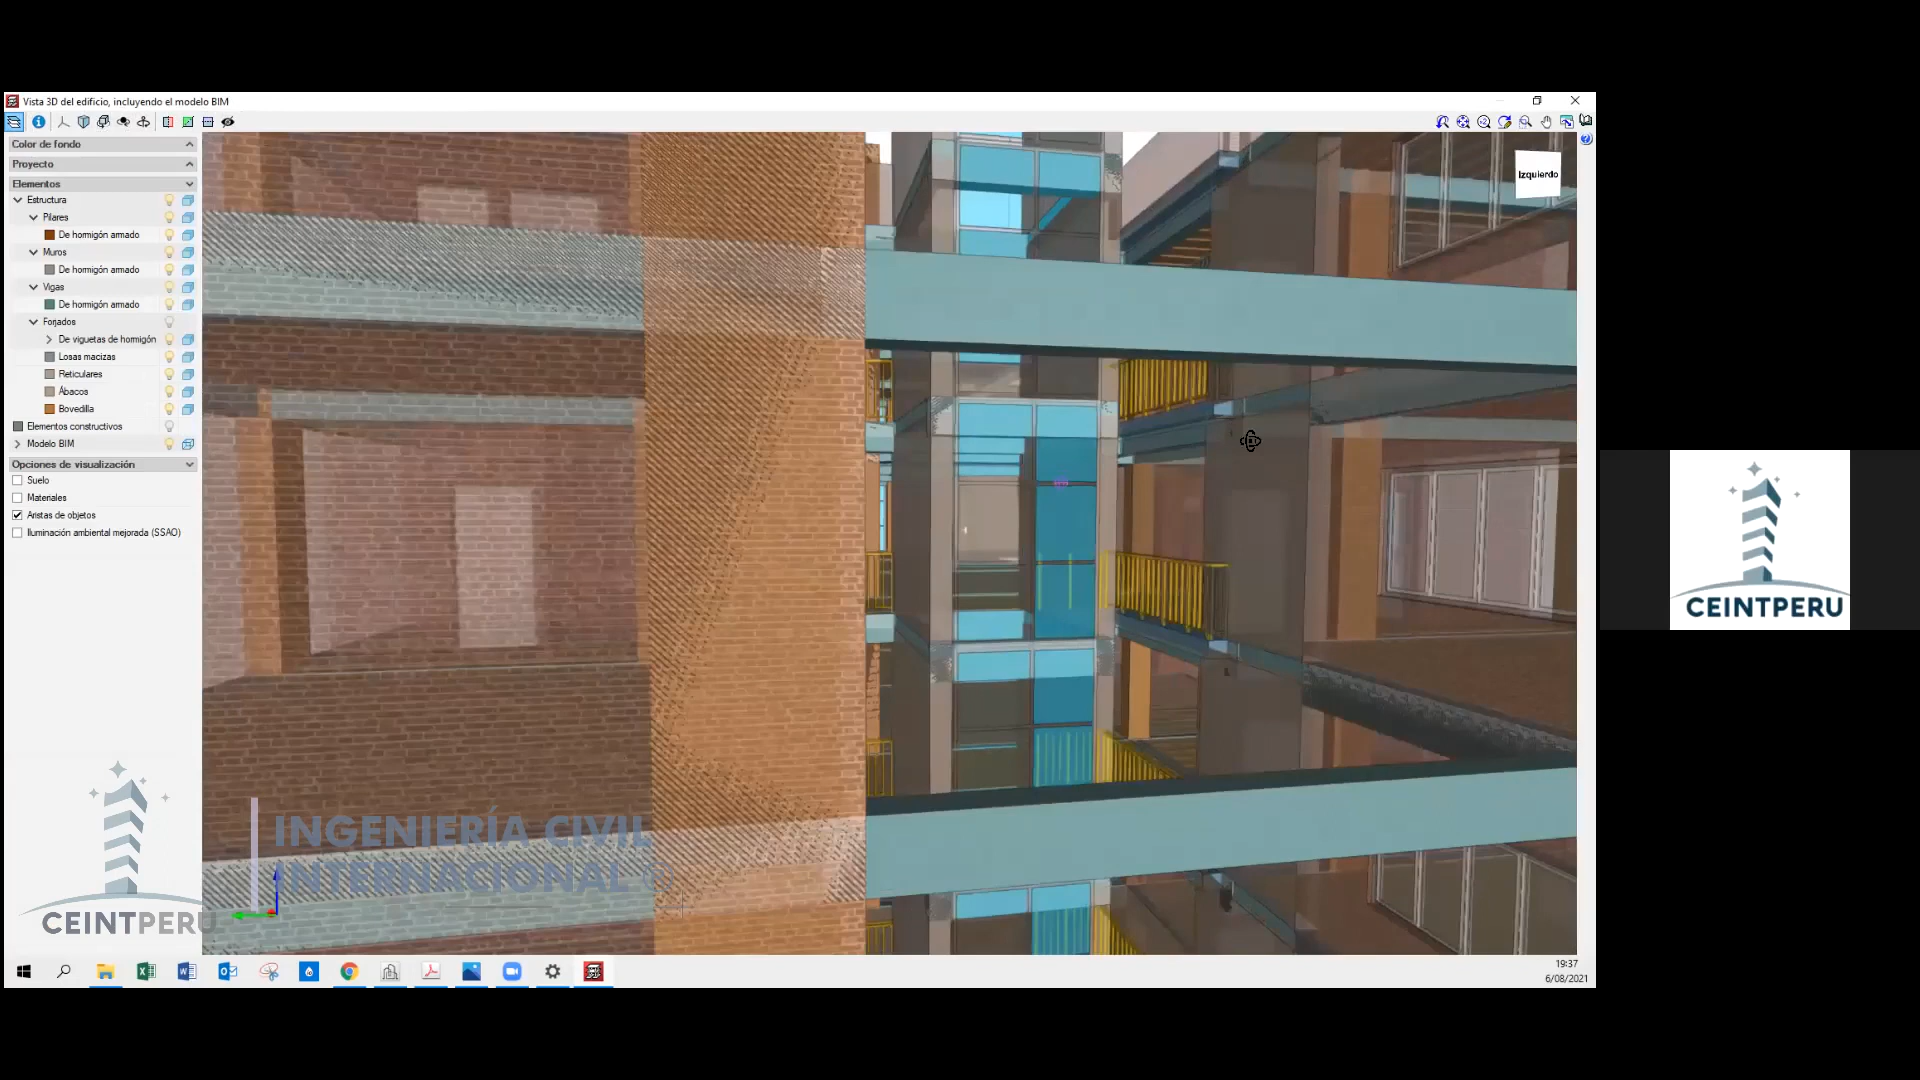 Vista 3D del edificio, incluyendo el modelo BIM
Color de fondo
Proyecto
Elementos
Estructura
Pilares
De hormigón armado
Muros
De hormigón armado
Vigas
De hormigón armado
Forjados
De viguetas de hormigón
Losas macizas
Reticulares
Ábacos
Bovedilla
Elementos constructivos
Modelo BIM
Opciones de visualización
Suelo
Materiales
Aristas de objetos
Iluminación ambiental mejorada (SSAO)
Izquierdo
CEINTPERU
INGENIERÍA CIVIL
INTERNACIONAL
CEINTPERU
19:37
6/08/2021